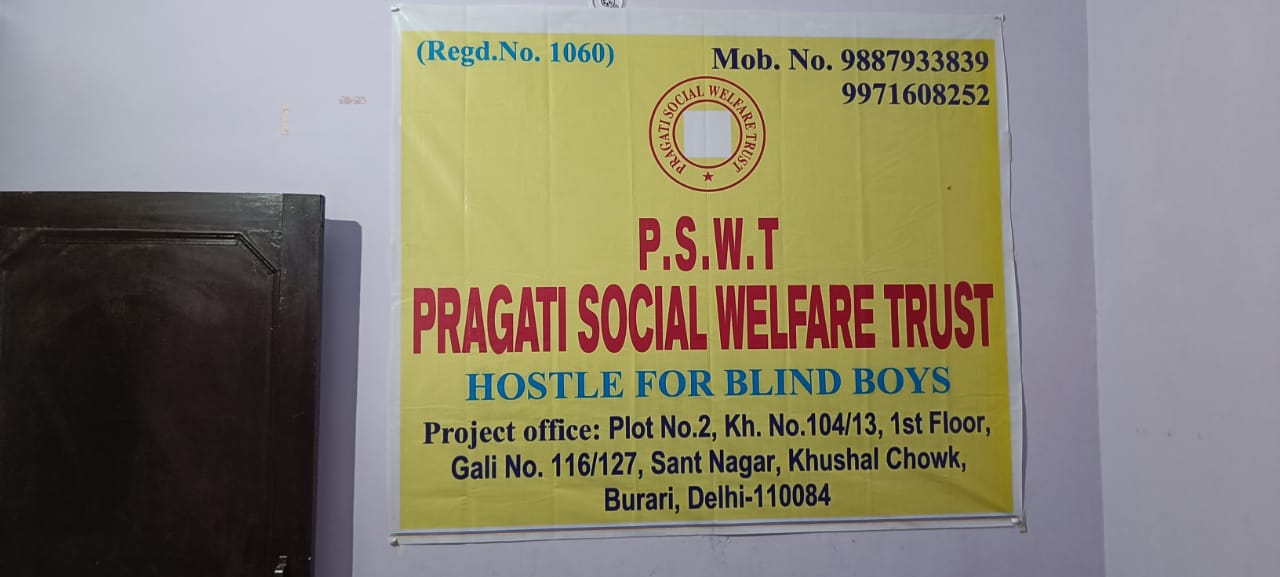 (Regd.No. 1060)
Mob. No. 9887933839
9971608252
PRAGATI SOCIAL WELFARE TRUST
P.S.W.T
PRAGATI SOCIAL WELFARE TRUST
HOSTLE FOR BLIND BOYS
Project office: Plot No.2, Kh. No.104/13, 1st Floor,
Gali No. 116/127, Sant Nagar, Khushal Chowk,
Burari, Delhi-110084